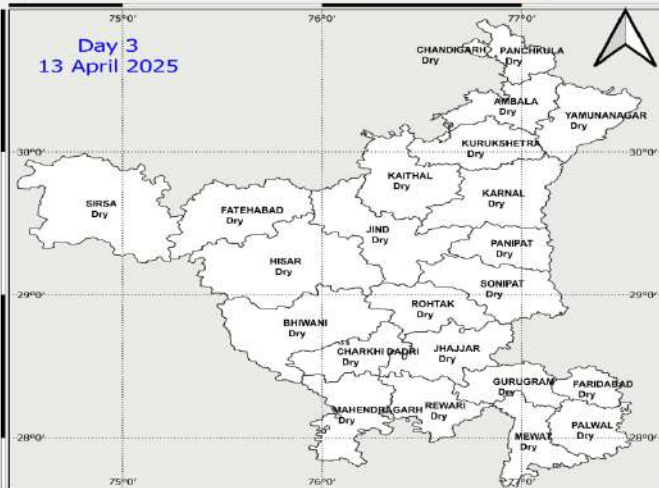 75°0'
76°0'
77°0'
Day 3
13 April 2025
CHANDIGARH
Dry
PANCHKULA
Dry
AMBALA
Dry
YAMUNANAGAR
Dry
30°0'
KURUKSHETRA
Dry
30°0'
KAITHAL
Dry
KARNAL
Dry
SIRSA
Dry
FATEHABAD
Dry
JIND
Dry
PANIPAT
Dry
HISAR
Dry
SONIPAT
Dry
29°0'
29°0'
ROHTAK
Dry
BHIWANI
Dry
CHARKHI DADRI
Dry
JHAJJAR
Dry
GURUGRAM
Dry
FARIDABAD
Dry
MAHENDRAGARH
Dry
REWARI
Dry
PALWAL
Dry
28°0'
MEWAT
Dry
28°0'
75°0'
76°0'
77°0'